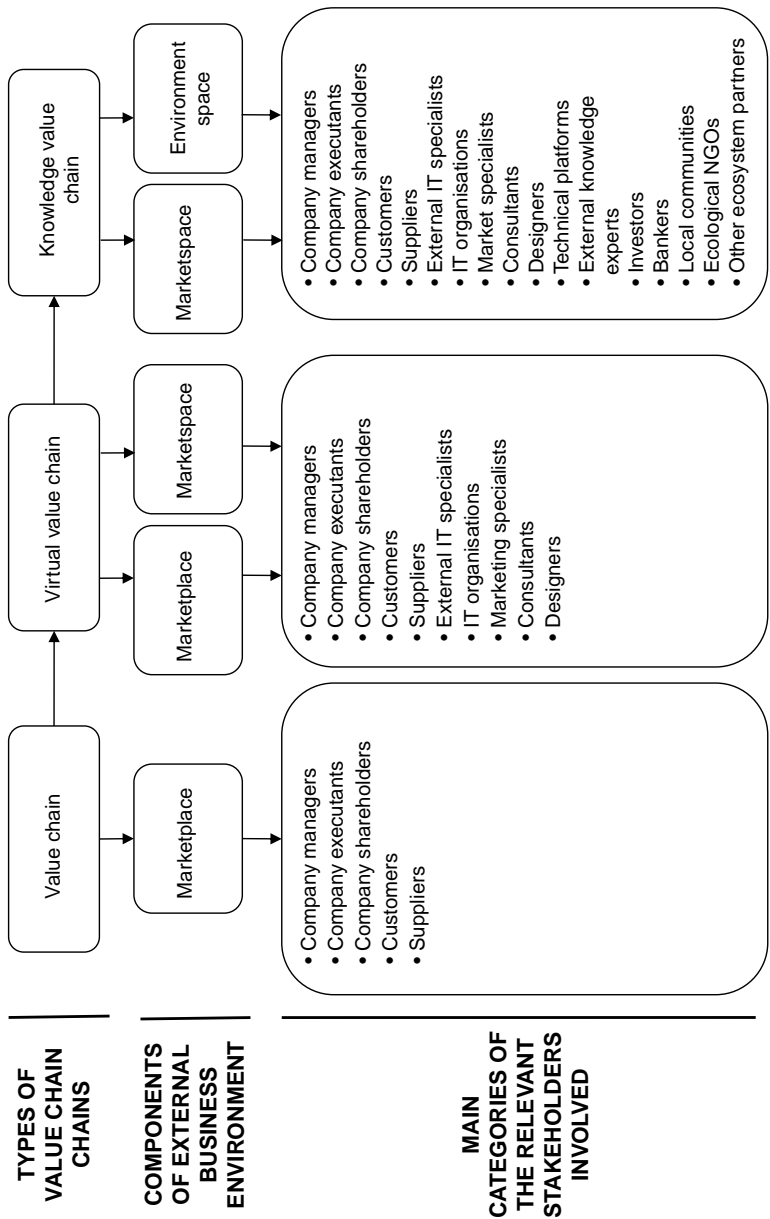 TYPES OF
VALUE CHAIN
CHAINS
Value chain
Virtual value chain
Knowledge value
chain
COMPONENTS
OF EXTERNAL
BUSINESS
ENVIRONMENT
Marketplace
Marketplace
Marketspace
Marketspace
Environment
space
MAIN
CATEGORIES OF
THE RELEVANT
STAKEHOLDERS
INVOLVED
• Company managers
• Company executants
• Company shareholders
• Customers
• Suppliers
• Company managers
• Company executants
• Company shareholders
• Customers
• Suppliers
• External IT specialists
• IT organisations
• Marketing specialists
• Consultants
• Designers
• Company managers
• Company executants
• Company shareholders
• Customers
• Suppliers
• External IT specialists
• IT organisations
• Market specialists
• Consultants
• Designers
• Technical platforms
• External knowledge
experts
• Investors
• Bankers
• Local communities
• Ecological NGOs
• Other ecosystem partners